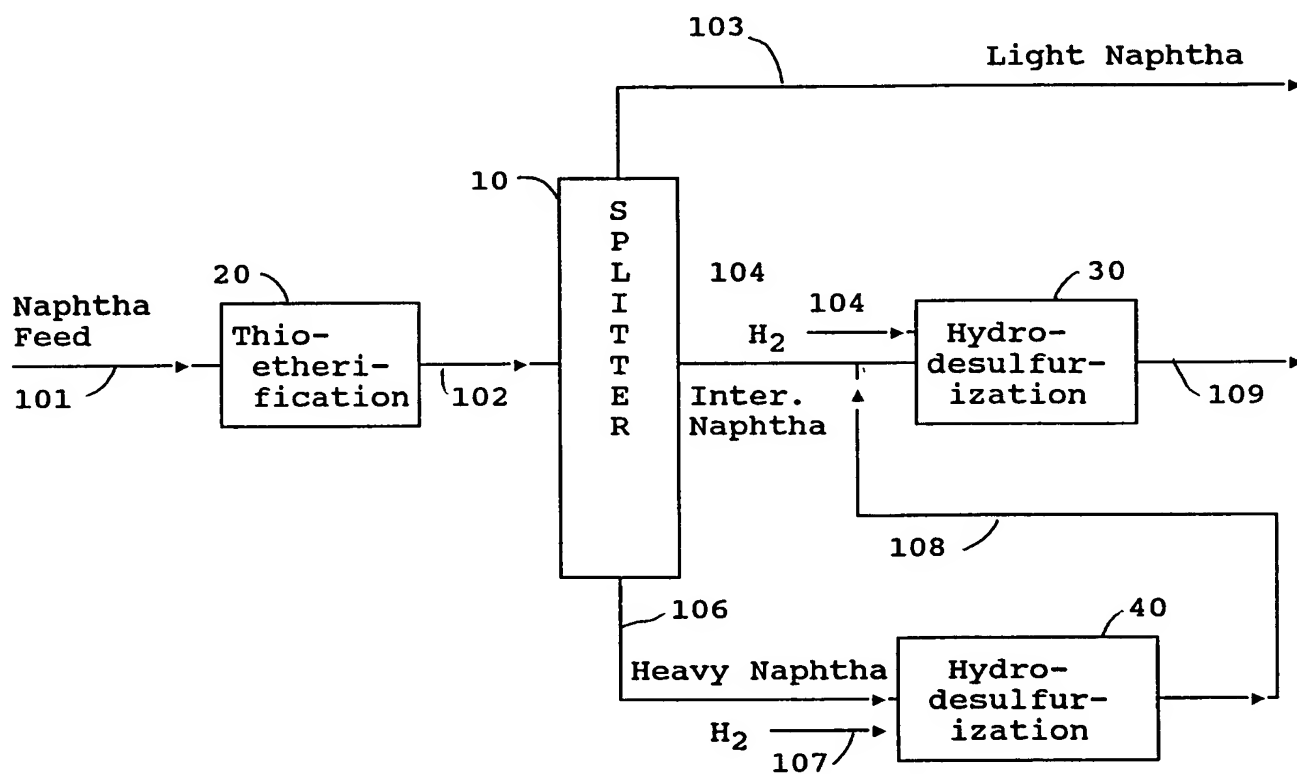 103
Light Naphtha
10
SPLITTER
20
104
30
Naphtha
Feed
104
H2
Thio-
etheri-
fication
Hydro-
desulfur-
ization
101
102
Inter.
Naphtha
109
108
106
40
Heavy Naphtha
Hydro-
desulfur-
ization
H2
107